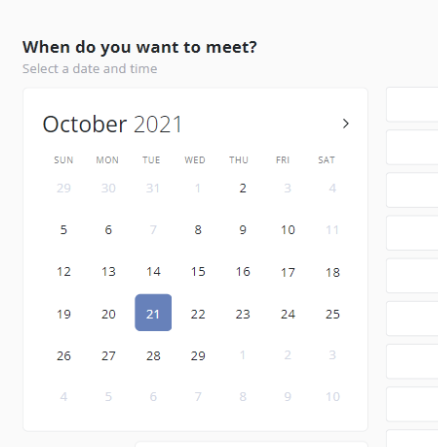 When do you want to meet?
Select a date and time
October 2021
SUN MON TUE WED THU FRI SAT
29 30 31 1 2 3 4
5 6 7 8 9 10 11
12 13 14 15 16 17 18
19 20 21 22 23 24 25
26 27 28 29 1 2 3
4 5 6 7 8 9 10